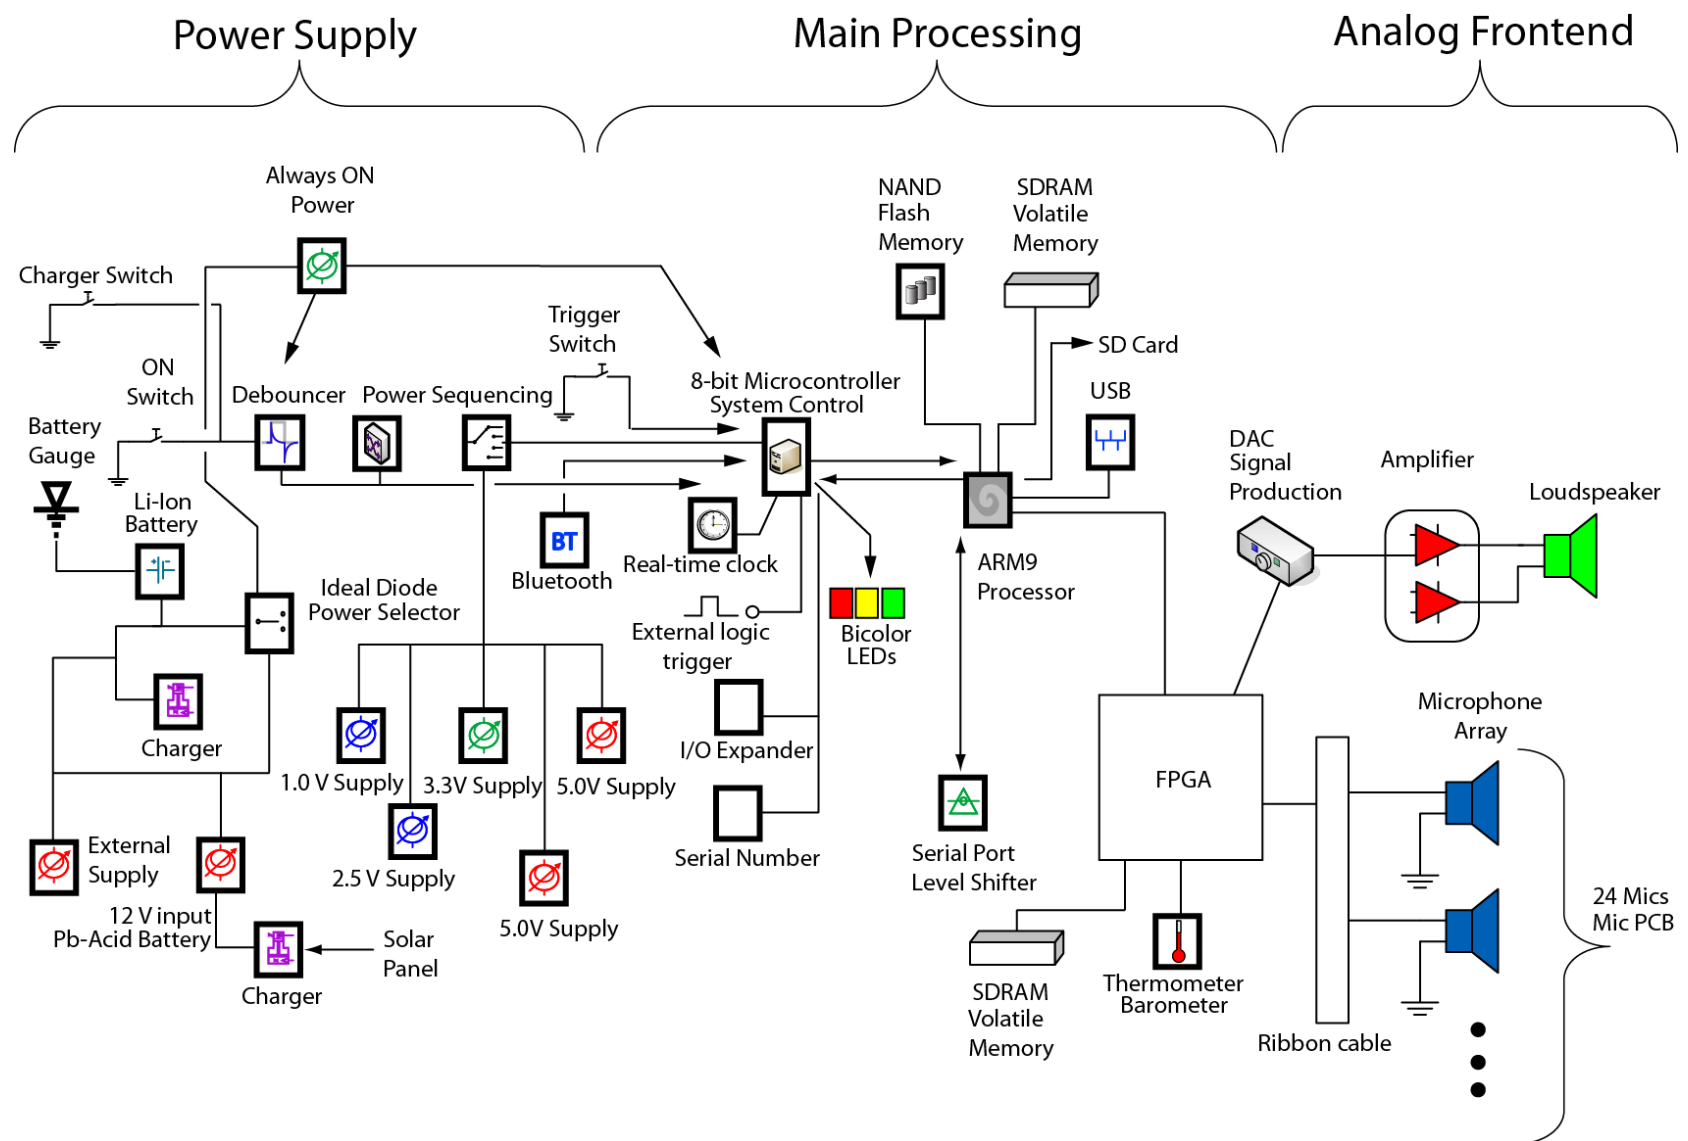 Power Supply
Main Processing
Analog Frontend
Always ON
Power
NAND
Flash
Memory
SDRAM
Volatile
Memory
Charger Switch
Trigger
Switch
SD Card
ON
Switch
Debouncer
Power Sequencing
8-bit Microcontroller
System Control
USB
Battery
Gauge
DAC
Signal
Production
Amplifier
Loudspeaker
Li-Ion
Battery
BT
Bluetooth
Real-time clock
ARM9
Processor
Ideal Diode
Power Selector
External logic
trigger
Bicolor
LEDs
Microphone
Array
Charger
I/O Expander
1.0 V Supply
3.3V Supply
5.0V Supply
FPGA
External
Supply
2.5 V Supply
Serial Number
Serial Port
Level Shifter
12 V input
Pb-Acid Battery
5.0V Supply
24 Mics
Mic PCB
Solar
Panel
Charger
SDRAM
Volatile
Memory
Thermometer
Barometer
Ribbon cable